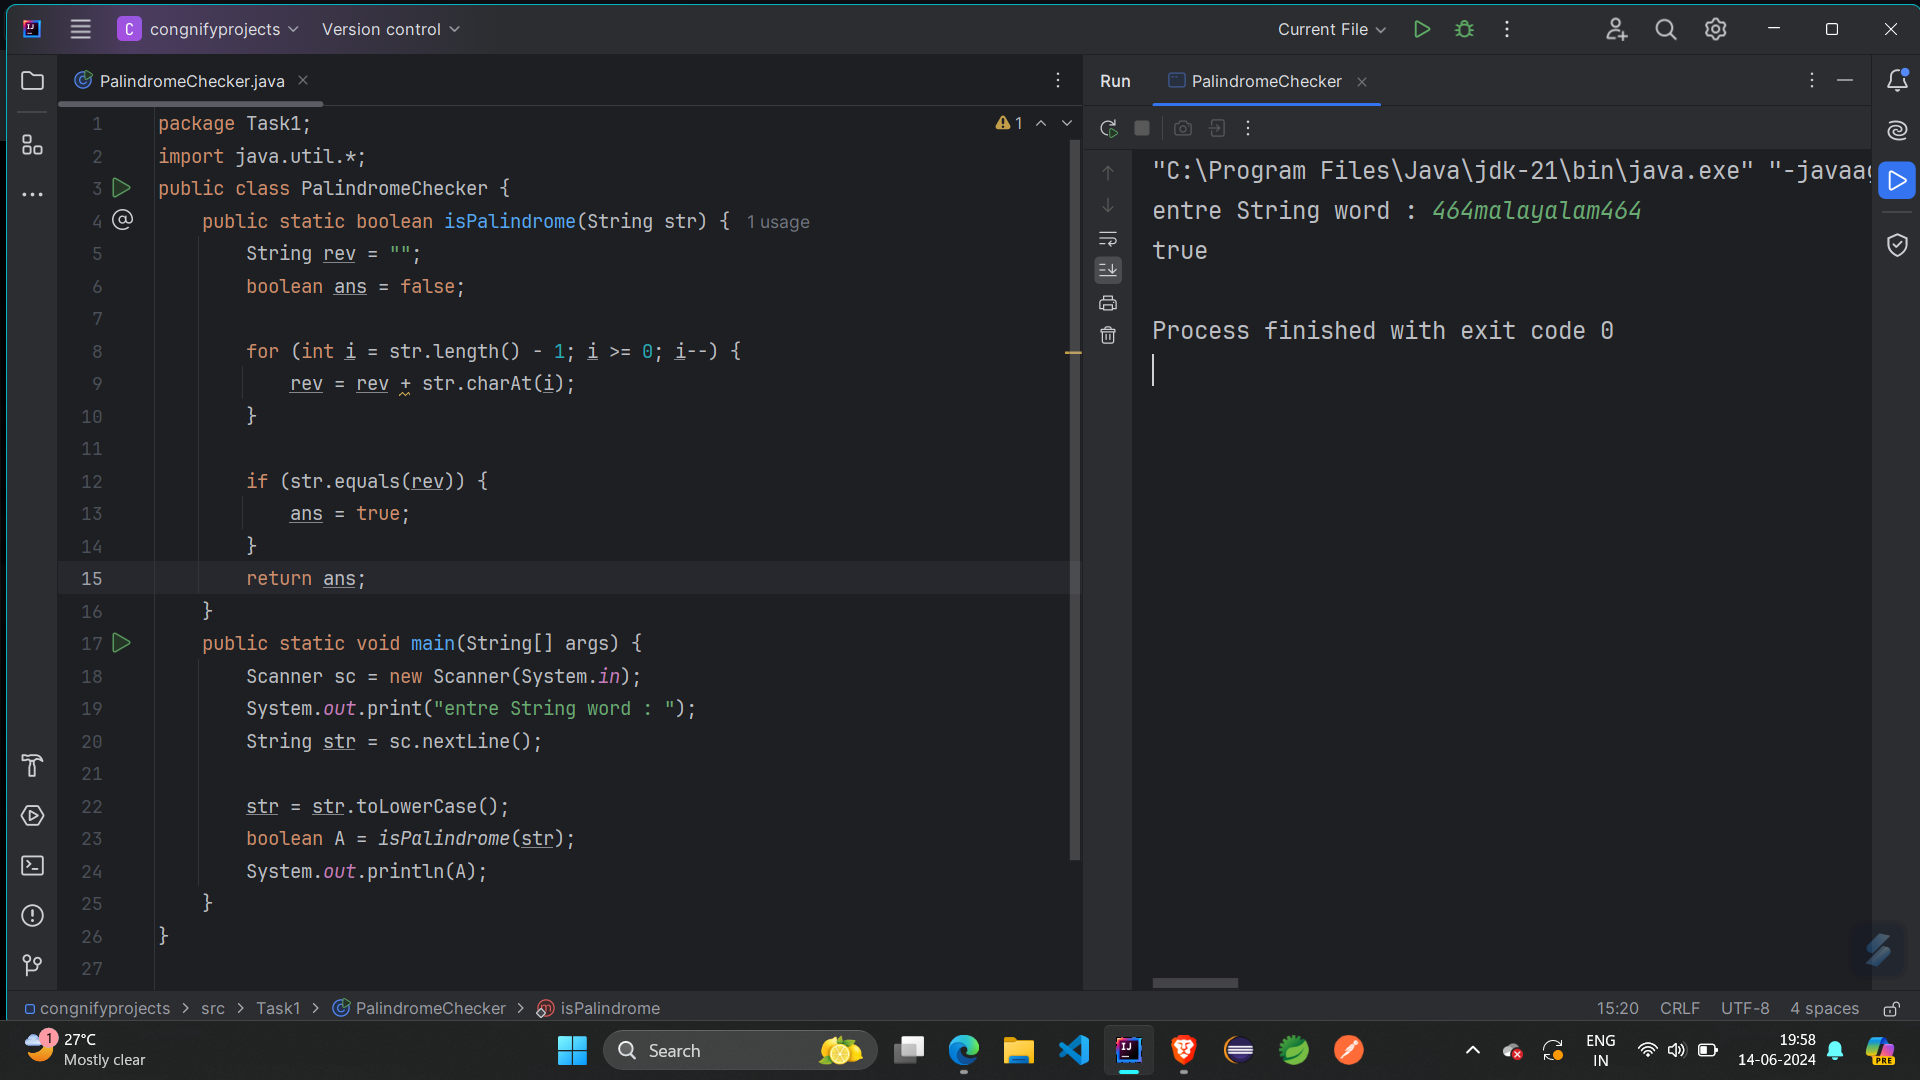 C congnifyprojects Version control Current File
PalindromeChecker.java
1 package Task1;
2 import java.util.*;
3 public class PalindromeChecker {
4 @ public static boolean isPalindrome(String str) { 1 usage
5 String rev = "";
6 boolean ans = false;
7
8 for (int i = str.length() - 1; i >= 0; i--) {
9 rev = rev + str.charAt(i);
10 }
11
12 if (str.equals(rev)) {
13 ans = true;
14 }
15 return ans;
16 }
17 public static void main(String[] args) {
18 Scanner sc = new Scanner(System.in);
19 System.out.print("entre String word : ");
20 String str = sc.nextLine();
21
22 str = str.toLowerCase();
23 boolean A = isPalindrome(str);
24 System.out.println(A);
25 }
26 }
27
1
Run PalindromeChecker
"C:\Program Files\Java\jdk-21\bin\java.exe" "-javaag
entre String word : 464malayalam464
true
Process finished with exit code 0
congnifyprojects > src > Task1 > PalindromeChecker > isPalindrome 15:20 CRLF UTF-8 4 spaces
1 27°C
Mostly clear
Search
ENG
IN
19:58
14-06-2024
PRE